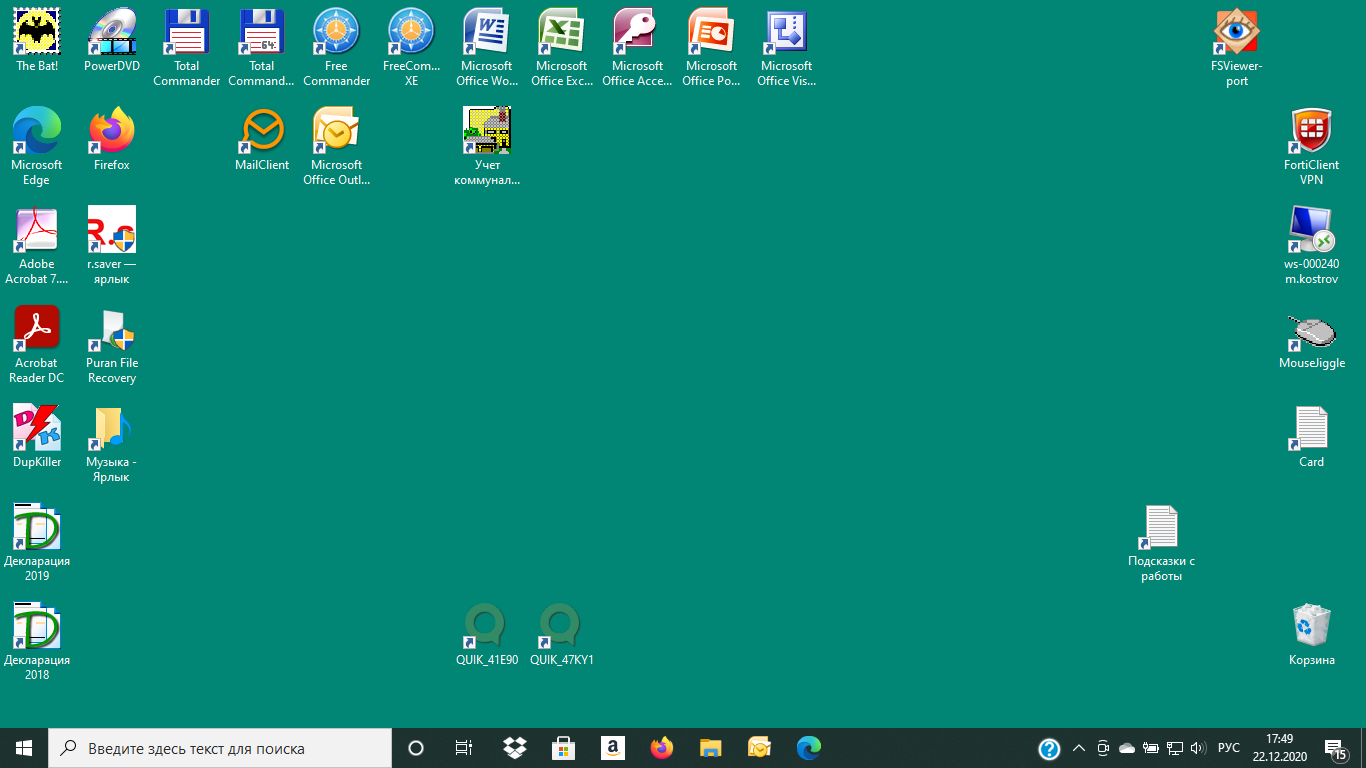 The Bat!
PowerDVD
Total
Commander
64
Total
Command...
Free
Commander
FreeCom...
XE
Microsoft
Office Wo...
Microsoft
Office Exc...
Microsoft
Office Acce...
Microsoft
Office Po...
Microsoft
Office Vis...
FSViewer-
port
Microsoft
Edge
Firefox
MailClient
Microsoft
Office Outl...
Учет
коммунал...
FortiClient
VPN
Adobe
Acrobat 7....
R.s
r.saver —
ярлык
ws-000240
m.kostrov
Acrobat
Reader DC
Puran File
Recovery
MouseJiggle
DK
DupKiller
Музыка -
Ярлык
Card
Декларация
2019
Подсказки с
работы
Декларация
2018
QUIK_41E90
QUIK_47KY1
Корзина
Введите здесь текст для поиска
РУС
17:49
22.12.2020
15